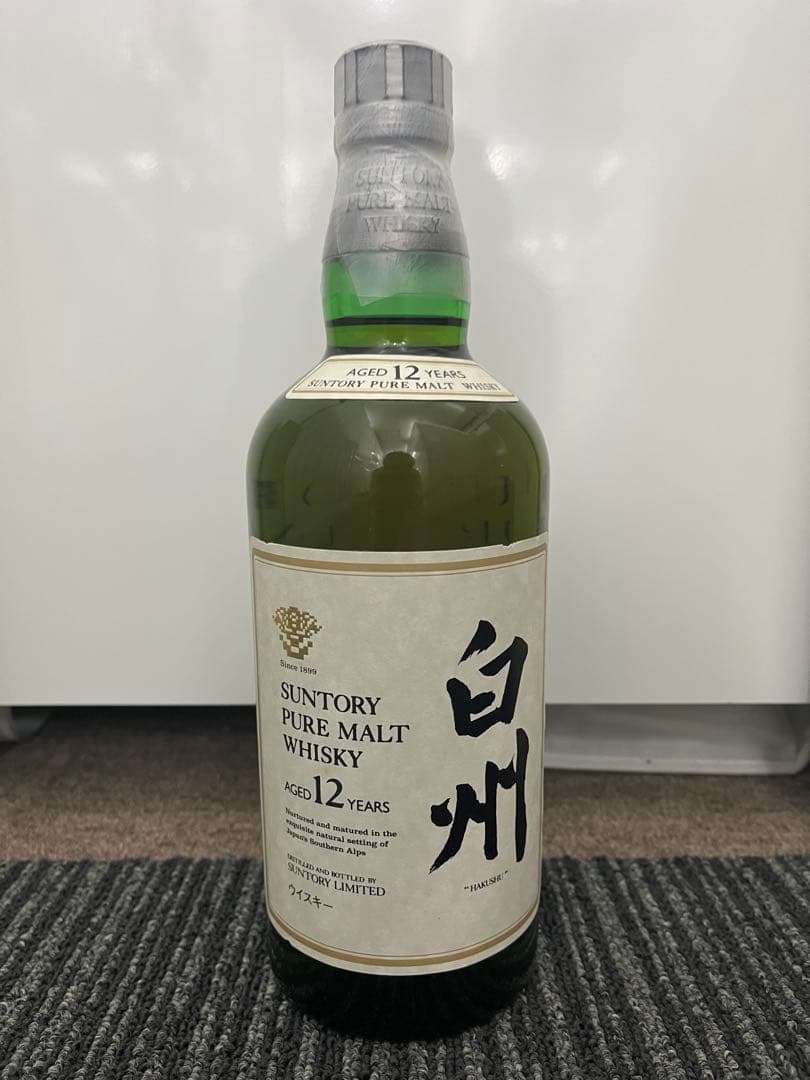 SUNTORY
PURE MALT
WHISKY
AGED 12 YEARS
SUNTORY PURE MALT WHISKY
Since 1899
SUNTORY
PURE MALT
WHISKY
AGED 12 YEARS
Nurtured and matured in the
exquisite natural setting of
Japan's Southern Alps
DISTILLED AND BOTTLED BY
SUNTORY LIMITED
ウイスキー
白州
"HAKUSHU"